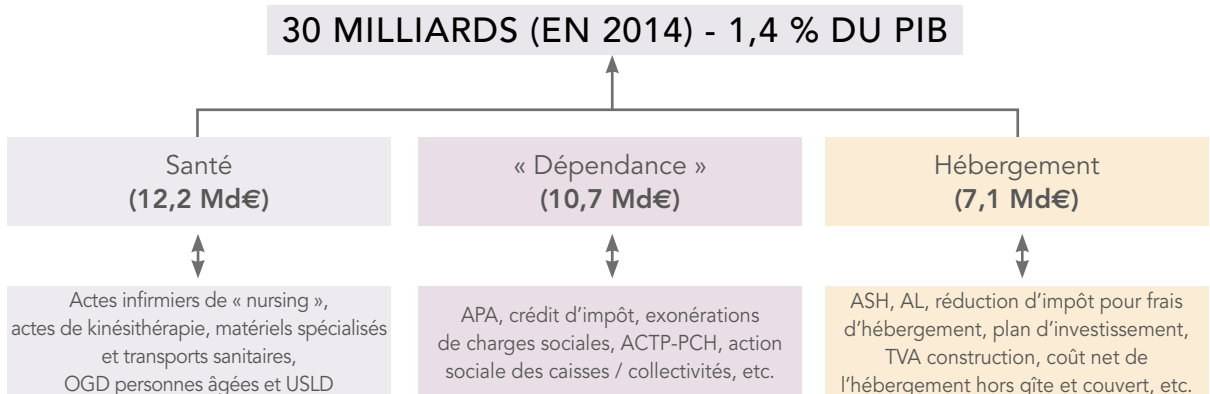 30 MILLIARDS (EN 2014) - 1,4 % DU PIB
Santé
(12,2 Md€)
Actes infirmiers de « nursing »,
actes de kinésithérapie, matériels spécialisés
et transports sanitaires,
OGD personnes âgées et USLD
« Dépendance »
(10,7 Md€)
APA, crédit d’impôt, exonérations
de charges sociales, ACTP-PCH, action
sociale des caisses / collectivités, etc.
Hébergement
(7,1 Md€)
ASH, AL, réduction d’impôt pour frais
d’hébergement, plan d’investissement,
TVA construction, coût net de
l’hébergement hors gîte et couvert, etc.